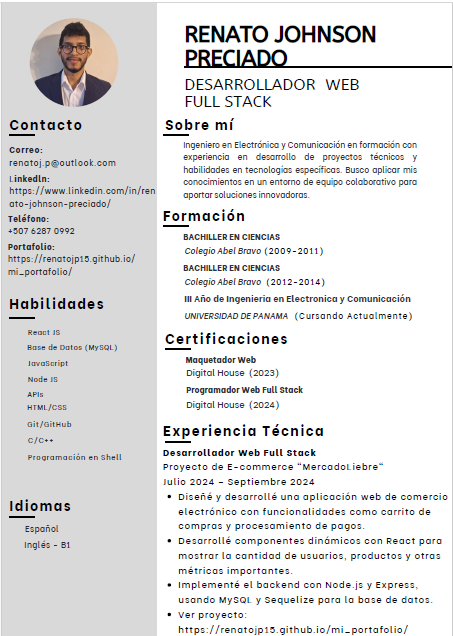 RENATO JOHNSON
PRECIADO
DESARROLLADOR WEB
FULL STACK
Contacto
Correo:
renatoj.p@outlook.com
LinkedIn:
https://www.linkedin.com/in/ren
ato-johnson-preciado/
Teléfono:
+507 6287 0992
Portafolio:
https://renatojp15.github.io/
mi_portafolio/
Habilidades
React JS
Base de Datos (MySQL)
JavaScript
Node JS
APIs
HTML/CSS
Git/GitHub
C/C++
Programación en Shell
Idiomas
Español
Inglés - B1
Sobre mí
Ingeniero en Electrónica y Comunicación en formación con
experiencia en desarrollo de proyectos técnicos y
habilidades en tecnologías específicas. Busco aplicar mis
conocimientos en un entorno de equipo colaborativo para
aportar soluciones innovadoras.
Formación
BACHILLER EN CIENCIAS
Colegio Abel Bravo (2009-2011)
BACHILLER EN CIENCIAS
Colegio Abel Bravo (2012-2014)
III Año de Ingeniería en Electronica y Comunicación
UNIVERSIDAD DE PANAMA (Cursando Actualmente)
Certificaciones
Maquetador Web
Digital House (2023)
Programador Web Full Stack
Digital House (2024)
Experiencia Técnica
Desarrollador Web Full Stack
Proyecto de E-commerce "MercadoLiebre"
Julio 2024 – Septiembre 2024
• Diseñé y desarrollé una aplicación web de comercio
electrónico con funcionalidades como carrito de
compras y procesamiento de pagos.
• Desarrollé componentes dinámicos con React para
mostrar la cantidad de usuarios, productos y otras
métricas importantes.
• Implementé el backend con Node.js y Express,
usando MySQL y Sequelize para la base de datos.
• Ver proyecto:
https://renatojp15.github.io/mi_portafolio/